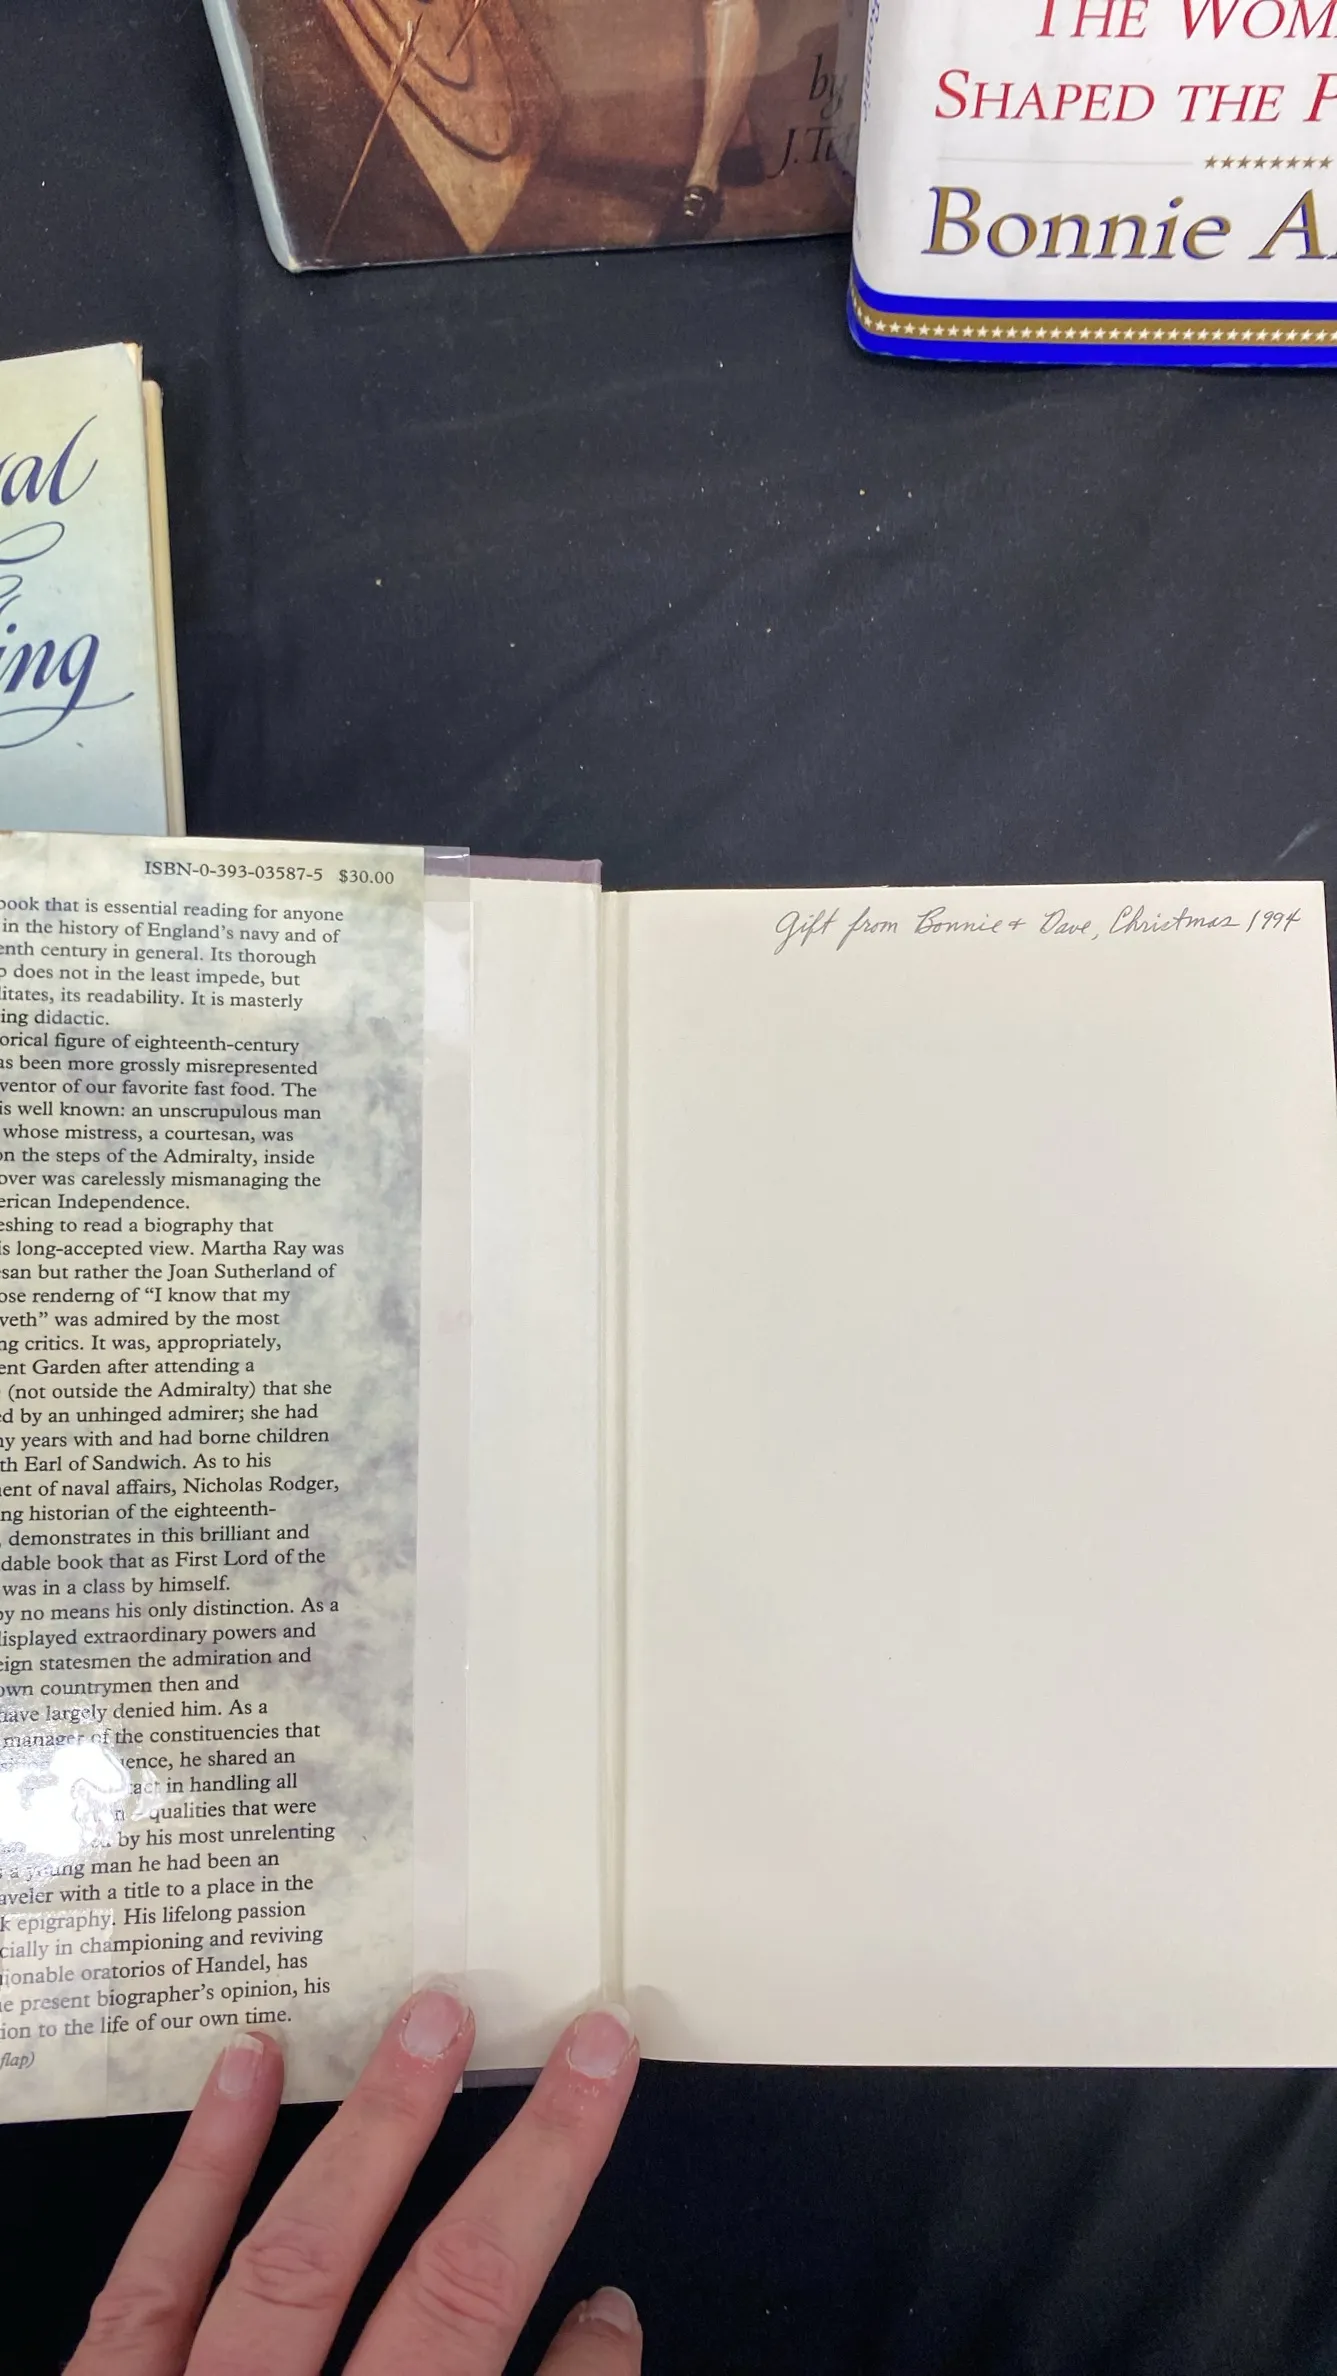 by
J.
THE
SHAPED THE
Bonnie
al
ing
ISBN-0-393-03587-5 $30.00
Gift from Bonnie & Dave, Christmas 1994
book that is essential reading for anyone
in the history of England's navy and of
enth century in general. Its thorough
does not in the least impede, but
litates, its readability. It is masterly
ing didactic.
orical figure of eighteenth-century
as been more grossly misrepresented
ventor of our favorite fast food. The
is well known: an unscrupulous man
whose mistress, a courtesan, was
on the steps of the Admiralty, inside
over was carelessly mismanaging the
erican Independence.
eshing to read a biography that
is long-accepted view. Martha Ray was
san but rather the Joan Sutherland of
ose renderng of "I know that my
veth" was admired by the most
ng critics. It was, appropriately,
ent Garden after attending a
(not outside the Admiralty) that she
ed by an unhinged admirer; she had
ny years with and had borne children
th Earl of Sandwich. As to his
ent of naval affairs, Nicholas Rodger,
ng historian of the eighteenth-
, demonstrates in this brilliant and
dable book that as First Lord of the
was in a class by himself.
by no means his only distinction. As a
displayed extraordinary powers and
eign statesmen the admiration and
own countrymen then and
have largely denied him. As a
manager of the constituencies that
uence, he shared an
tact in handling all
qualities that were
by his most unrelenting
a young man he had been an
aveler with a title to a place in the
k epigraphy. His lifelong passion
cially in championing and reviving
ionable oratorios of Handel, has
e present biographer's opinion, his
ion to the life of our own time.
flap)